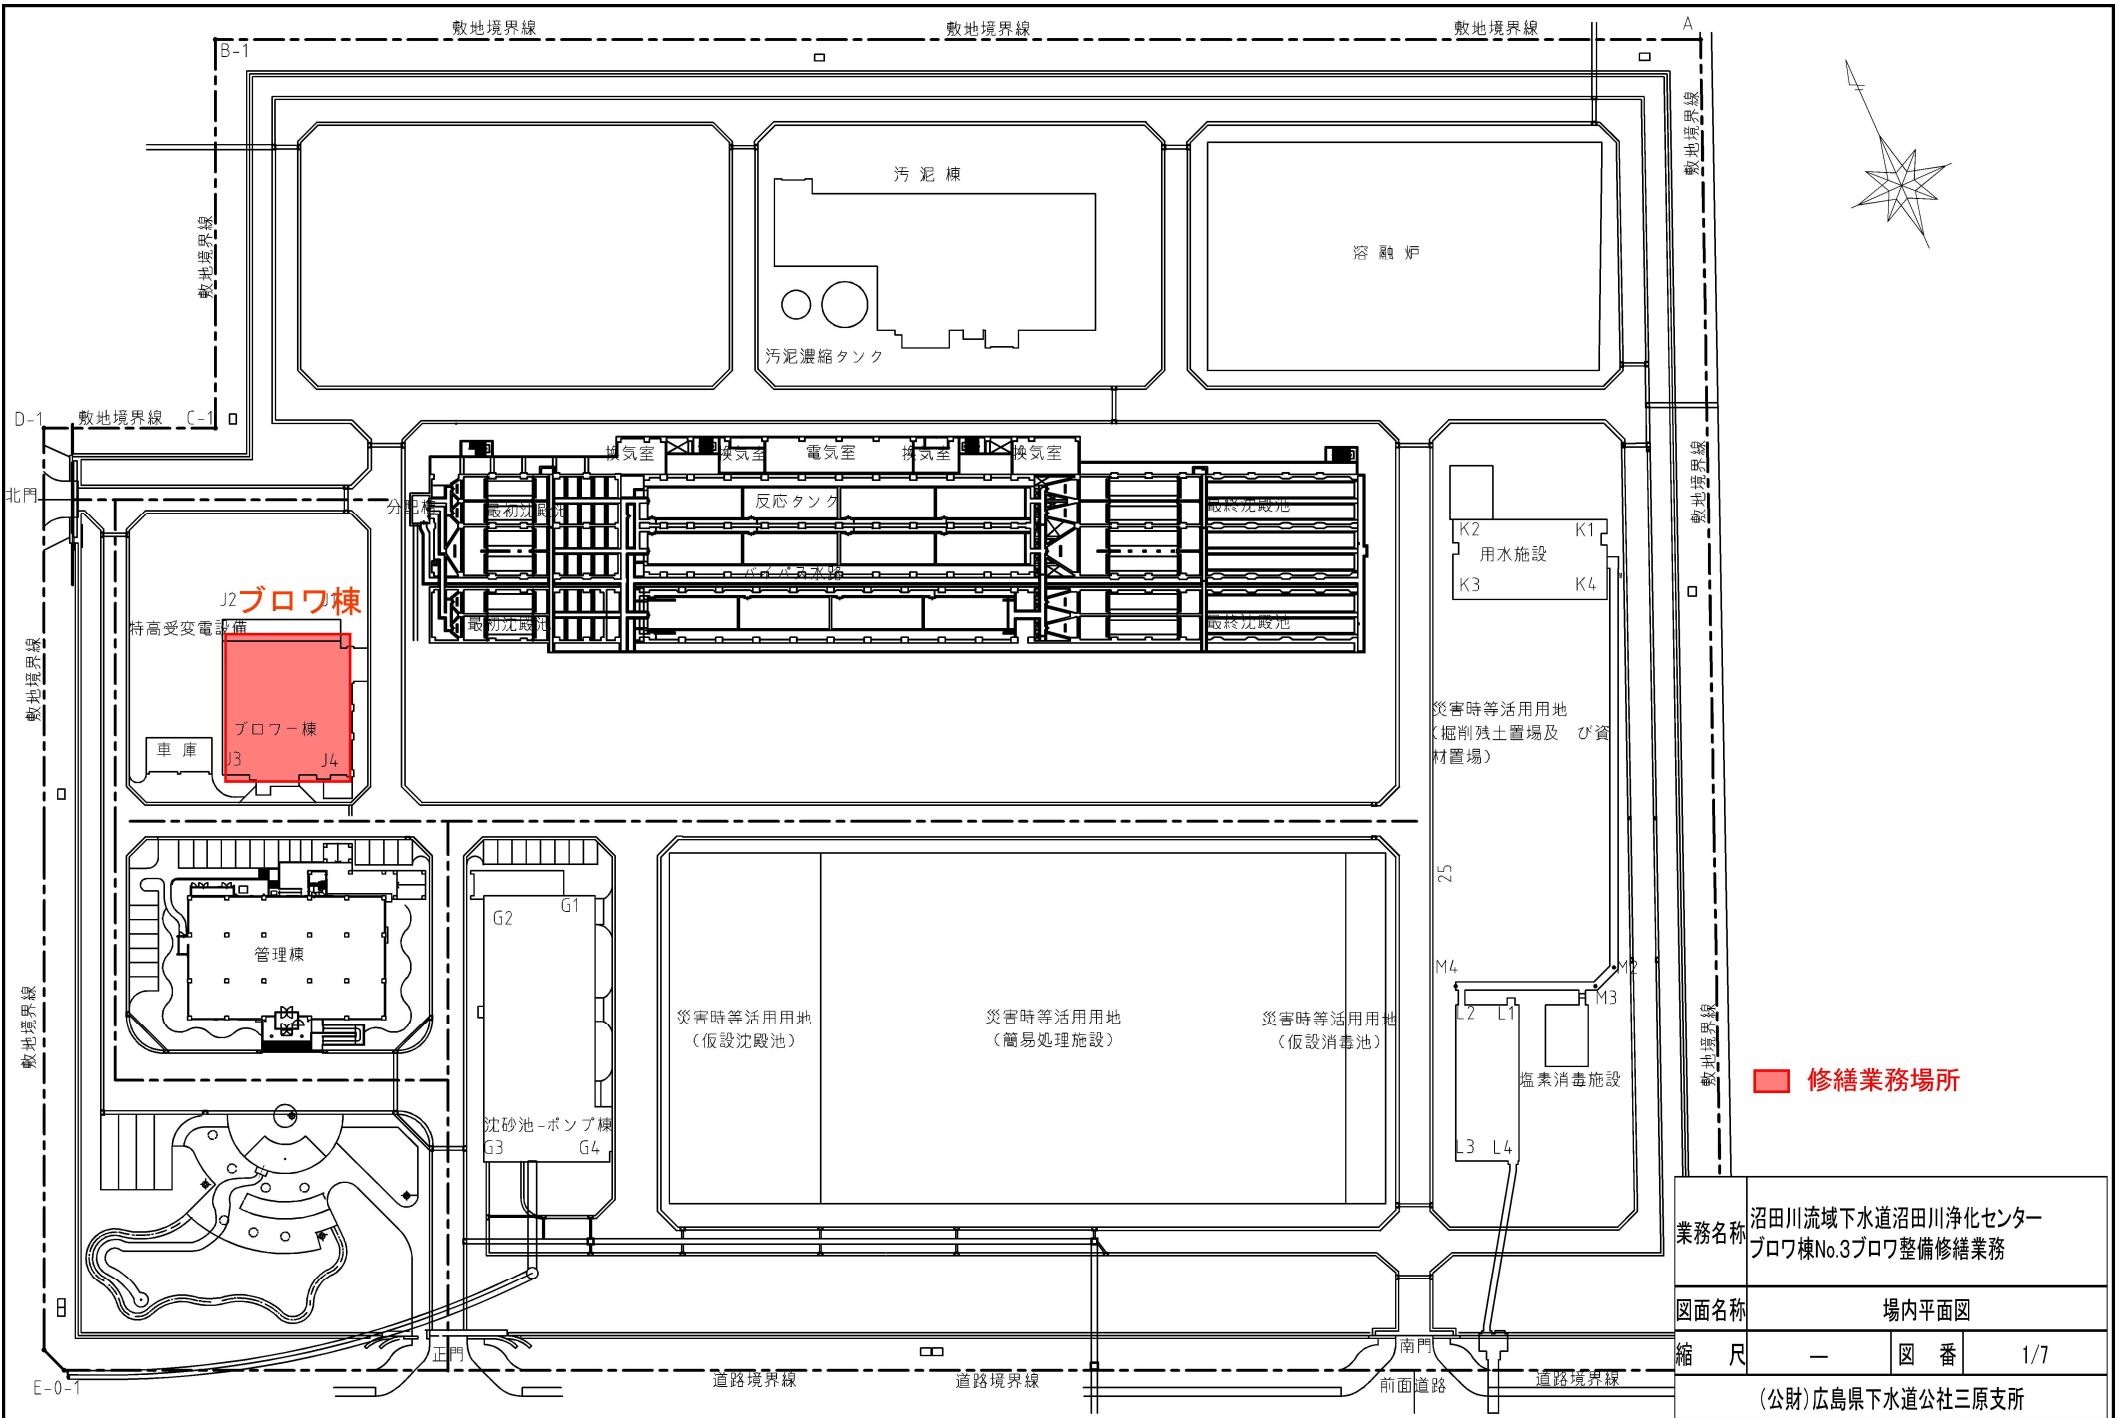 敷地境界線
敷地境界線
敷地境界線
A
B-1
敷地境界線
敷地境界線
汚泥棟
溶融炉
汚泥濃縮タンク
D-1
敷地境界線
C-1
北門
換気室
換気室
電気室
換気室
換気室
分配槽
最初沈殿池
反応タンク
最終沈殿池
敷地境界線
K2
K1
用水施設
K3
K4
バイパス水路
最初沈殿池
最終沈殿池
J2
ブロワ棟
J1
特高受変電設備
敷地境界線
ブロワー棟
車庫
J3
J4
災害時等活用用地
(掘削残土置場及 び資
材置場)
25
G2
G1
管理棟
M4
M2
M3
敷地境界線
災害時等活用用地
(仮設沈殿池)
災害時等活用用地
(簡易処理施設)
災害時等活用用地
(仮設消毒池)
L2
L1
敷地境界線
塩素消毒施設
修繕業務場所
沈砂池-ポンプ棟
G3
G4
L3
L4
業務名称
沼田川流域下水道沼田川浄化センター
ブロワ棟No.3ブロワ整備修繕業務
図面名称
場内平面図
縮尺
―
図番
1/7
(公財)広島県下水道公社三原支所
正門
南門
E-0-1
道路境界線
道路境界線
前面道路
道路境界線